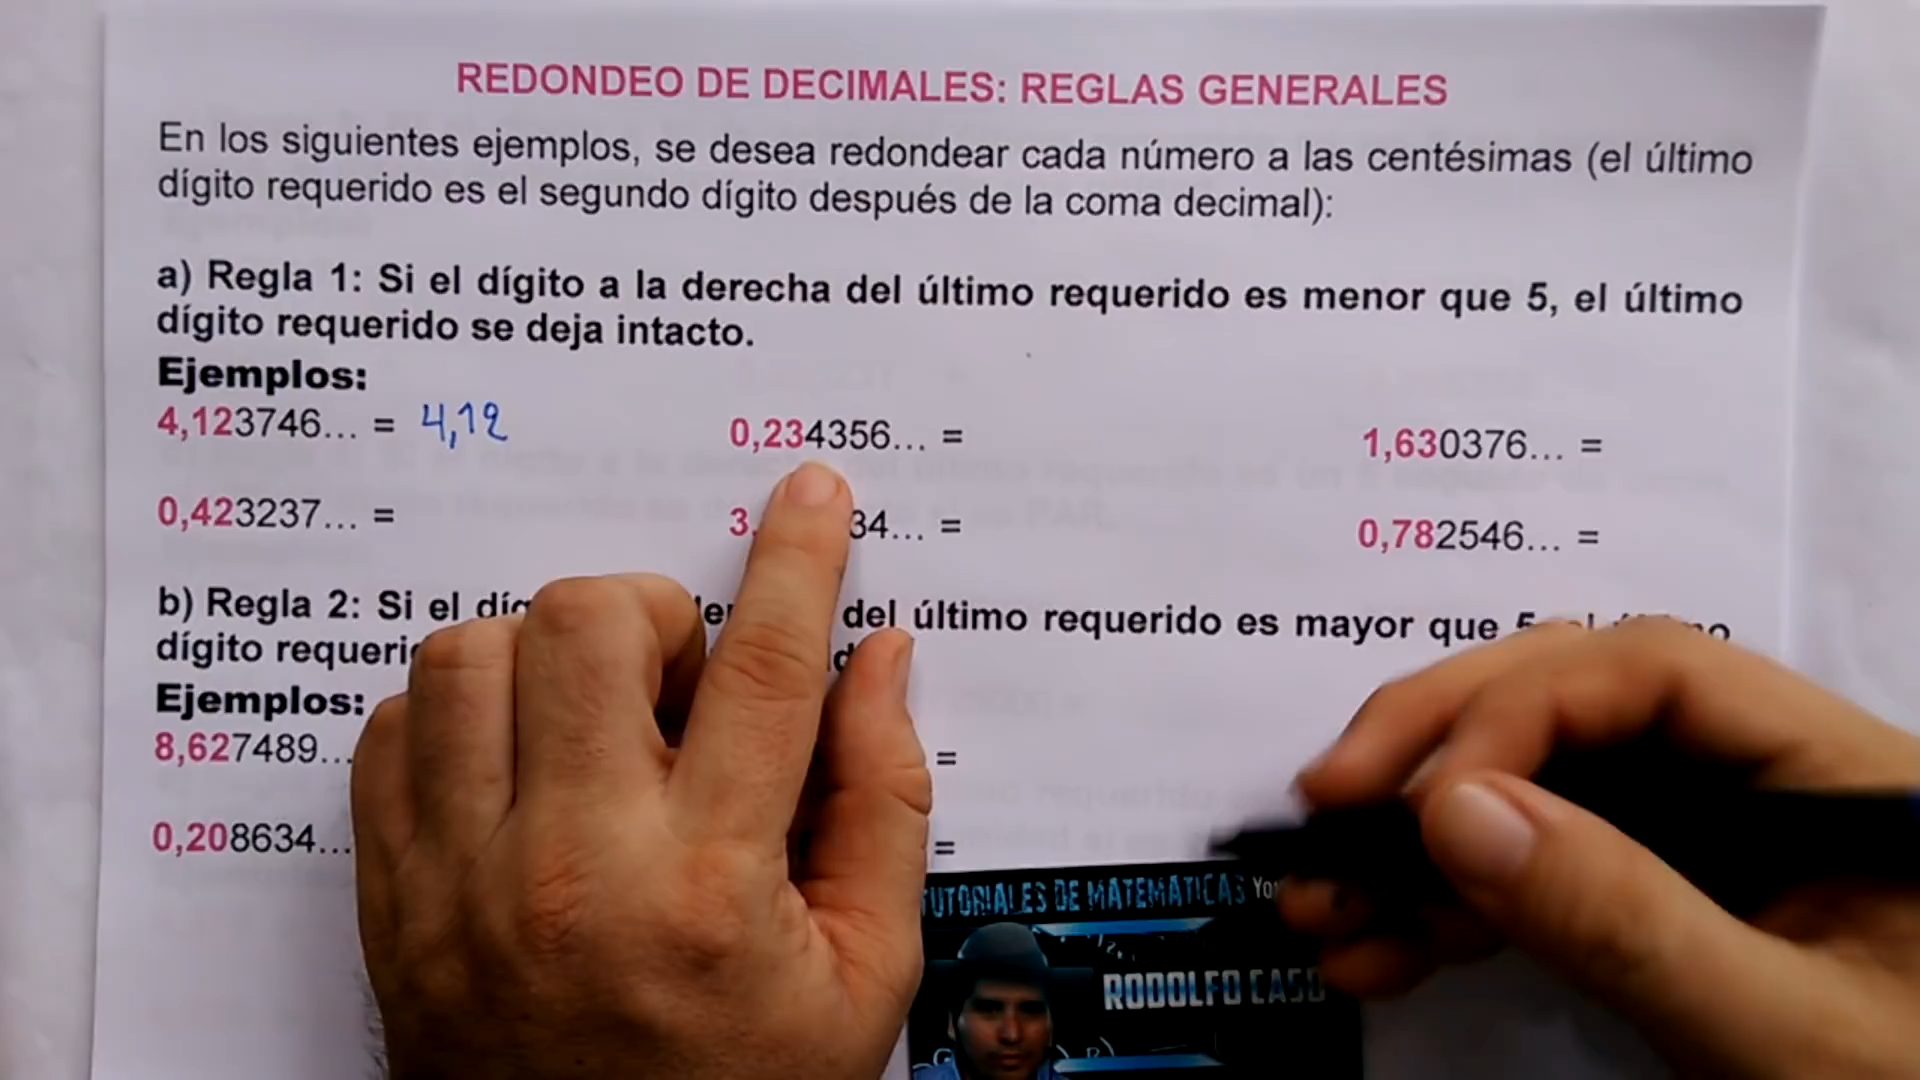 REDONDEO DE DECIMALES: REGLAS GENERALES
En los siguientes ejemplos, se desea redondear cada número a las centésimas (el último
dígito requerido es el segundo dígito después de la coma decimal):
a) Regla 1: Si el dígito a la derecha del último requerido es menor que 5, el último
dígito requerido se deja intacto.
Ejemplos:
4,123746... = 4,12 0,234356... = 1,630376... =
0,423237... = 3, 34... = 0,782546... =
b) Regla 2: Si el del último requerido es mayor que
dígito
Ejemplos:
8,627489... =
0,208634... =
TUTORIALES DE MATEMATICAS
RODOLFO